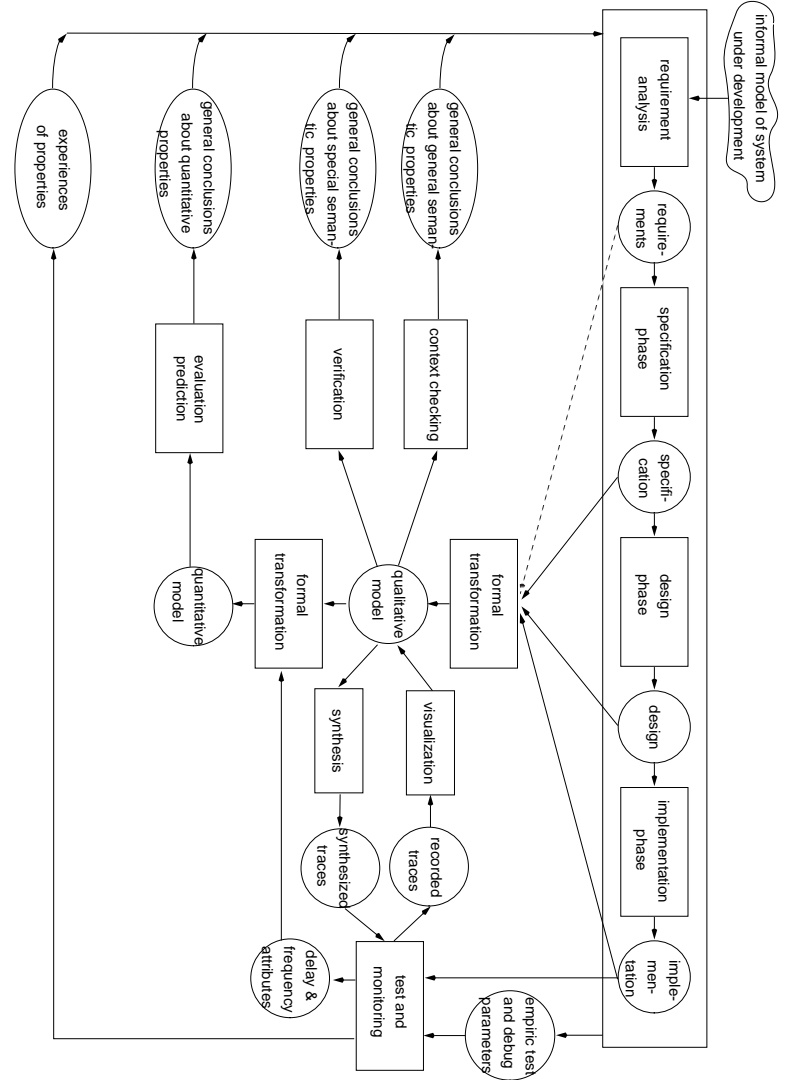 informal model of system
under development
requirement
analysis
require-
ments
specification
phase
specifi-
cation
design
phase
design
implementation
phase
imple-
men-
tation
formal
transformation
empiric test
and debug
parameters
general conclusions
about general seman-
tic properties
context checking
qualitative
model
visualization
recorded
traces
test and
monitoring
general conclusions
about special seman-
tic properties
verification
synthesis
synthesized
traces
formal
transformation
delay &
frequency
attributes
general conclusions
about quantitative
properties
evaluation
prediction
quantitative
model
experiences
of properties